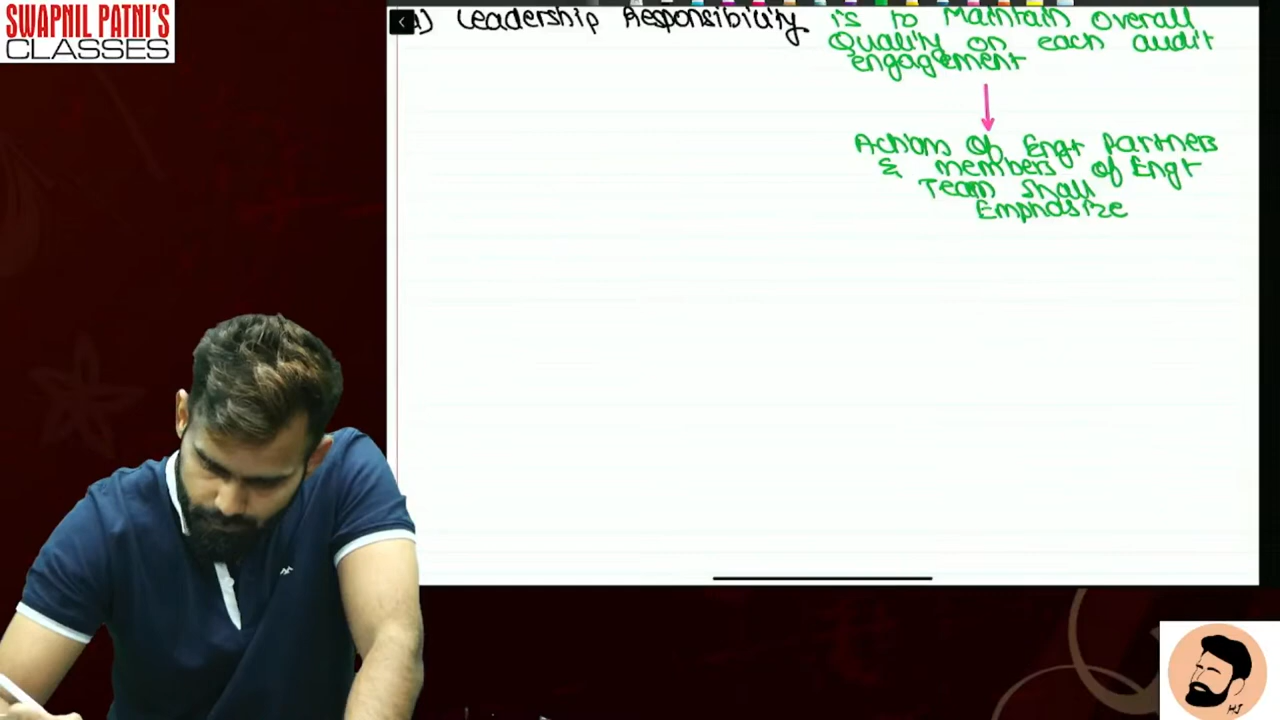 SWAPNIL PATNI'S
CLASSES
A) Leadership Responsibility is to Maintain overall
Quality on each audit
engagement
Actions of Engt Partners
& members of Engt
Team shall
Emphasize
HJ